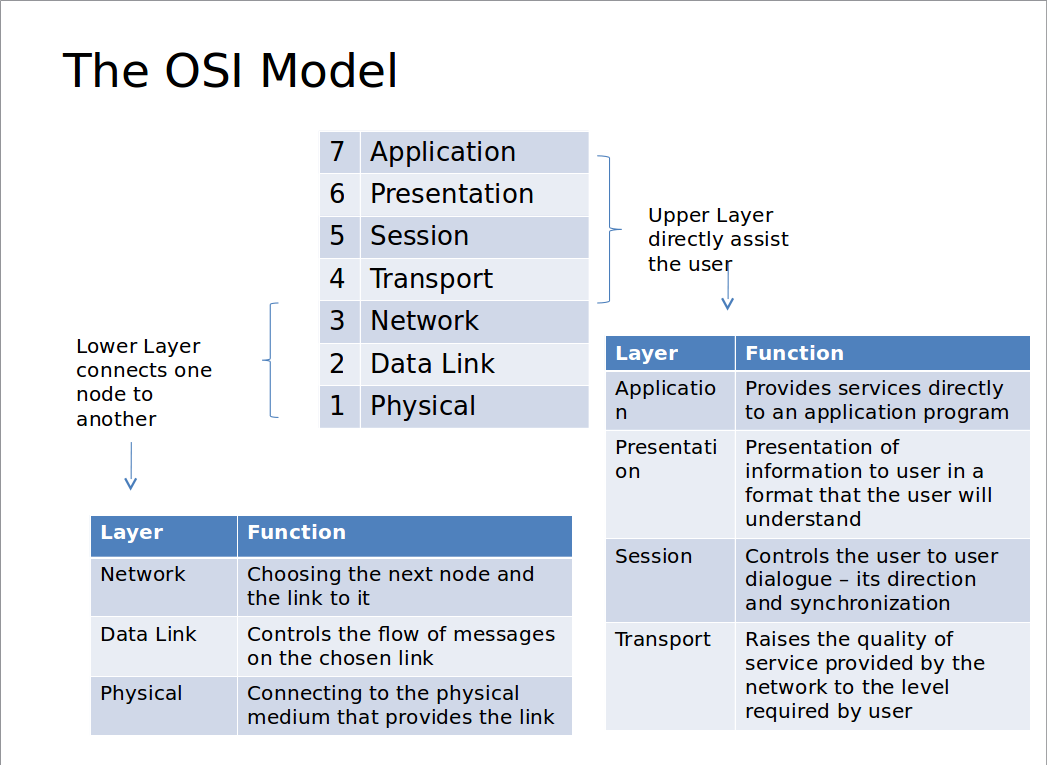 The OSI Model
7 Application
6 Presentation
5 Session
4 Transport
3 Network
2 Data Link
1 Physical
Upper Layer
directly assist
the user
Lower Layer
connects one
node to
another
Layer Function
Applicatio
n
Provides services directly
to an application program
Presentati
on
Presentation of
information to user in a
format that the user will
understand
Session
Controls the user to user
dialogue – its direction
and synchronization
Transport
Raises the quality of
service provided by the
network to the level
required by user
Layer Function
Network
Choosing the next node and
the link to it
Data Link
Controls the flow of messages
on the chosen link
Physical
Connecting to the physical
medium that provides the link